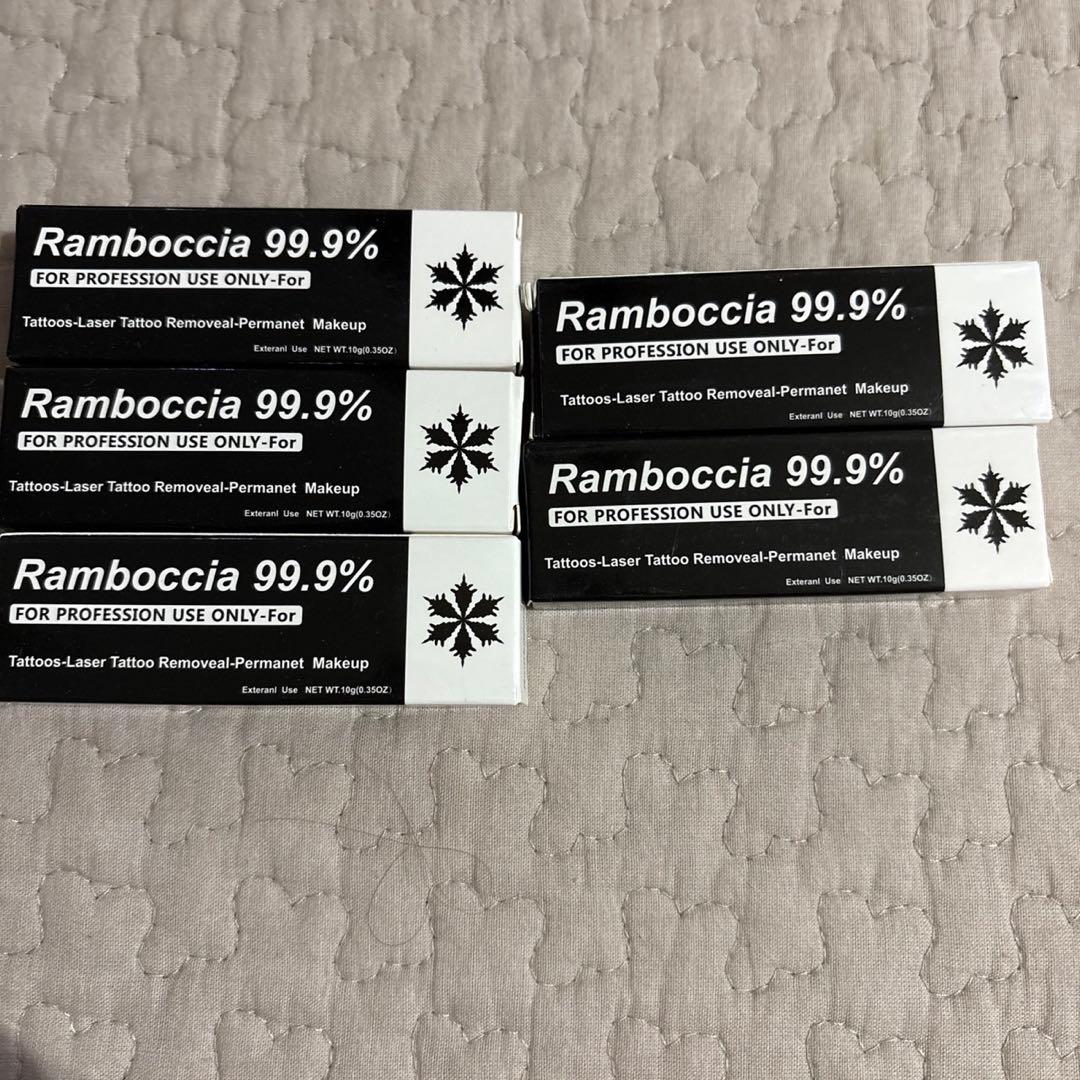 Ramboccia 99.9%
FOR PROFESSION USE ONLY-For
Tattoos-Laser Tattoo Removeal-Permanet Makeup
Exteranl Use NET WT.10g(0.35OZ)
Ramboccia 99.9%
FOR PROFESSION USE ONLY-For
Tattoos-Laser Tattoo Removeal-Permanet Makeup
Exteranl Use NET WT.10g(0.35OZ)
Ramboccia 99.9%
FOR PROFESSION USE ONLY-For
Tattoos-Laser Tattoo Removeal-Permanet Makeup
Exteranl Use NET WT.10g(0.35OZ)
Ramboccia 99.9%
FOR PROFESSION USE ONLY-For
Tattoos-Laser Tattoo Removeal-Permanet Makeup
Exteranl Use NET WT.10g(0.35OZ)
Ramboccia 99.9%
FOR PROFESSION USE ONLY-For
Tattoos-Laser Tattoo Removeal-Permanet Makeup
Exteranl Use NET WT.10g(0.35OZ)